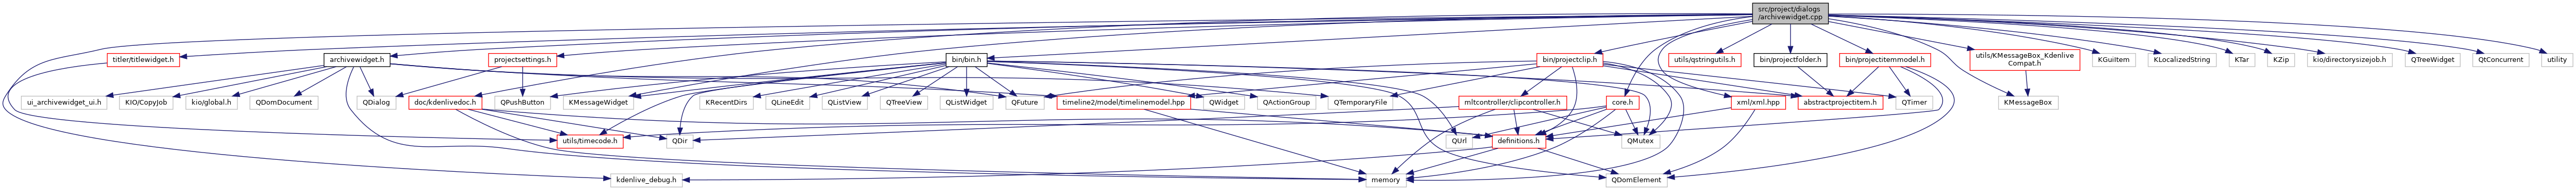 src/project/dialogs
/archivewidget.cpp
titler/titlewidget.h
archivewidget.h
projectsettings.h
bin/bin.h
bin/projectclip.h
utils/qstringutils.h
bin/projectfolder.h
bin/projectitemmodel.h
utils/KMessageBox_Kdenlive
Compat.h
KGuiItem
KLocalizedString
KTar
KZip
kio/directorysizejob.h
QTreeWidget
QtConcurrent
utility
ui_archivewidget_ui.h
KIO/CopyJob
kio/global.h
QDomDocument
QDialog
doc/kdenlivedoc.h
QPushButton
KMessageWidget
KRecentDirs
QLineEdit
QListView
QTreeView
QListWidget
QFuture
timeline2/model/timelinemodel.hpp
QWidget
QActionGroup
QTemporaryFile
mltcontroller/clipcontroller.h
core.h
xml/xml.hpp
abstractprojectitem.h
QTimer
KMessageBox
utils/timecode.h
QDir
QUrl
definitions.h
QMutex
kdenlive_debug.h
memory
QDomElement